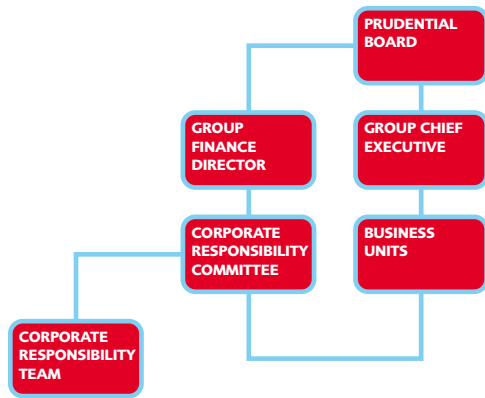 PRUDENTIAL
BOARD
GROUP
FINANCE
DIRECTOR
GROUP CHIEF
EXECUTIVE
CORPORATE
RESPONSIBILITY
COMMITTEE
BUSINESS
UNITS
CORPORATE
RESPONSIBILITY
TEAM